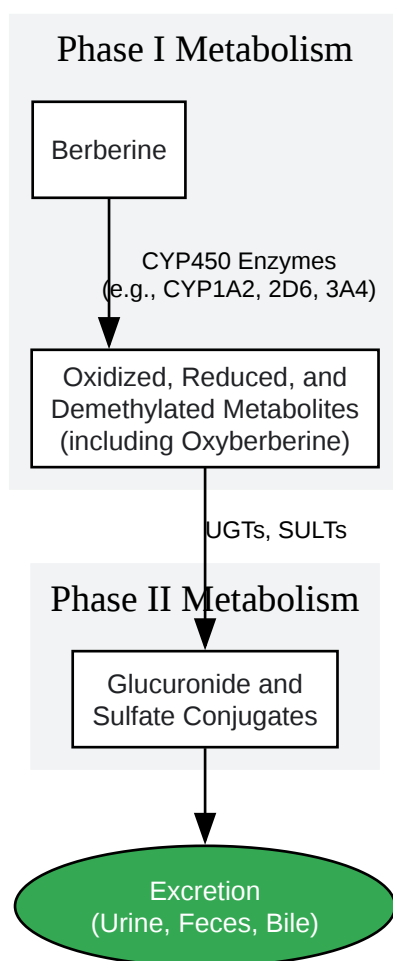 Phase I Metabolism
Berberine
CYP450 Enzymes
(e.g., CYP1A2, 2D6, 3A4)
Oxidized, Reduced, and
Demethylated Metabolites
(including Oxyberberine)
UGTs, SULTs
Phase II Metabolism
Glucuronide and
Sulfate Conjugates
Excretion
(Urine, Feces, Bile)